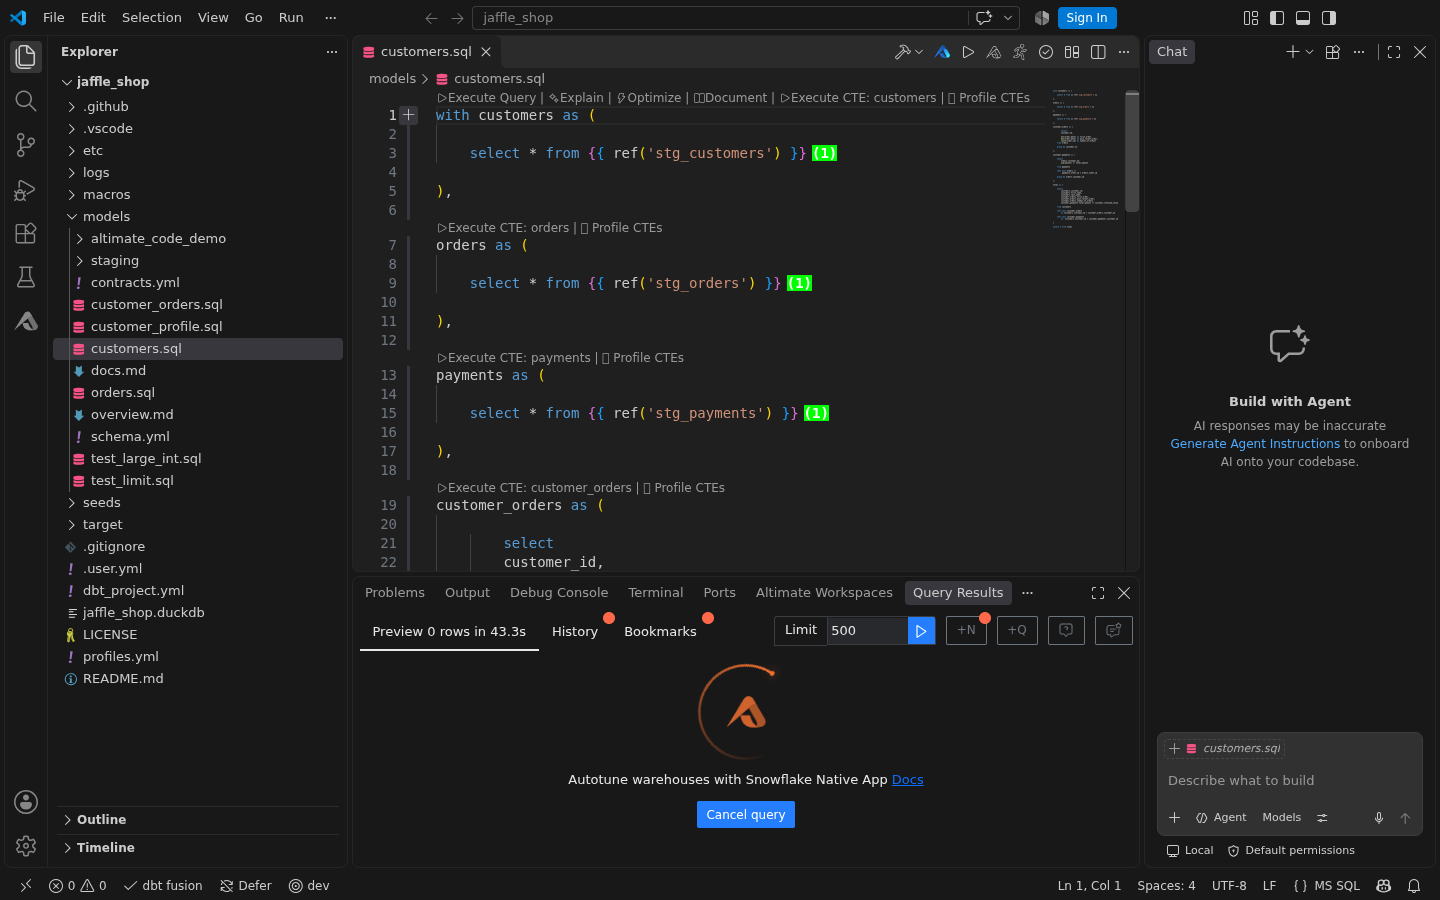 File Edit Selection View Go Run ···
jaffle_shop
Sign In
Explorer
jaffle_shop
.github
.vscode
etc
logs
macros
models
altimate_code_demo
staging
contracts.yml
customer_orders.sql
customer_profile.sql
customers.sql
docs.md
orders.sql
overview.md
schema.yml
test_large_int.sql
test_limit.sql
seeds
target
.gitignore
.user.yml
dbt_project.yml
jaffle_shop.duckdb
LICENSE
profiles.yml
README.md
Outline
Timeline
customers.sql
models > customers.sql
Execute Query | Explain | Optimize | Document | Execute CTE: customers | Profile CTEs
1 with customers as (
2
3 select * from {{ ref('stg_customers') }} (1)
4
5 ),
6
Execute CTE: orders | Profile CTEs
7 orders as (
8
9 select * from {{ ref('stg_orders') }} (1)
10
11 ),
12
Execute CTE: payments | Profile CTEs
13 payments as (
14
15 select * from {{ ref('stg_payments') }} (1)
16
17 ),
18
Execute CTE: customer_orders | Profile CTEs
19 customer_orders as (
20
21 select
22 customer_id,
Problems Output Debug Console Terminal Ports Altimate Workspaces Query Results ···
Preview 0 rows in 43.3s History Bookmarks Limit 500 +N +Q
Autotune warehouses with Snowflake Native App Docs
Cancel query
Chat
Build with Agent
AI responses may be inaccurate
Generate Agent Instructions to onboard
AI onto your codebase.
customers.sql
Describe what to build
Agent Models
Local Default permissions
0 0 dbt fusion Defer dev
Ln 1, Col 1 Spaces: 4 UTF-8 LF {} MS SQL